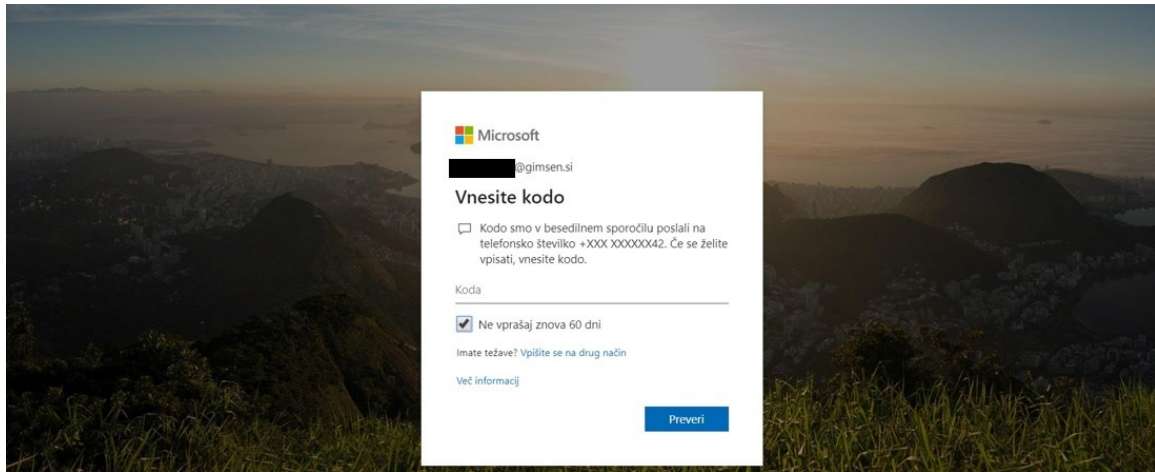 Microsoft
@gimsen.si
Vnesite kodo
Kodo smo v besedilnem sporočilu poslali na
telefonsko številko +XXX XXXXXX42. Če se želite
vpisati, vnesite kodo.
Koda
Ne vprašaj znova 60 dni
Imate težave? Vpišite se na drug način
Več informacij
Preveri